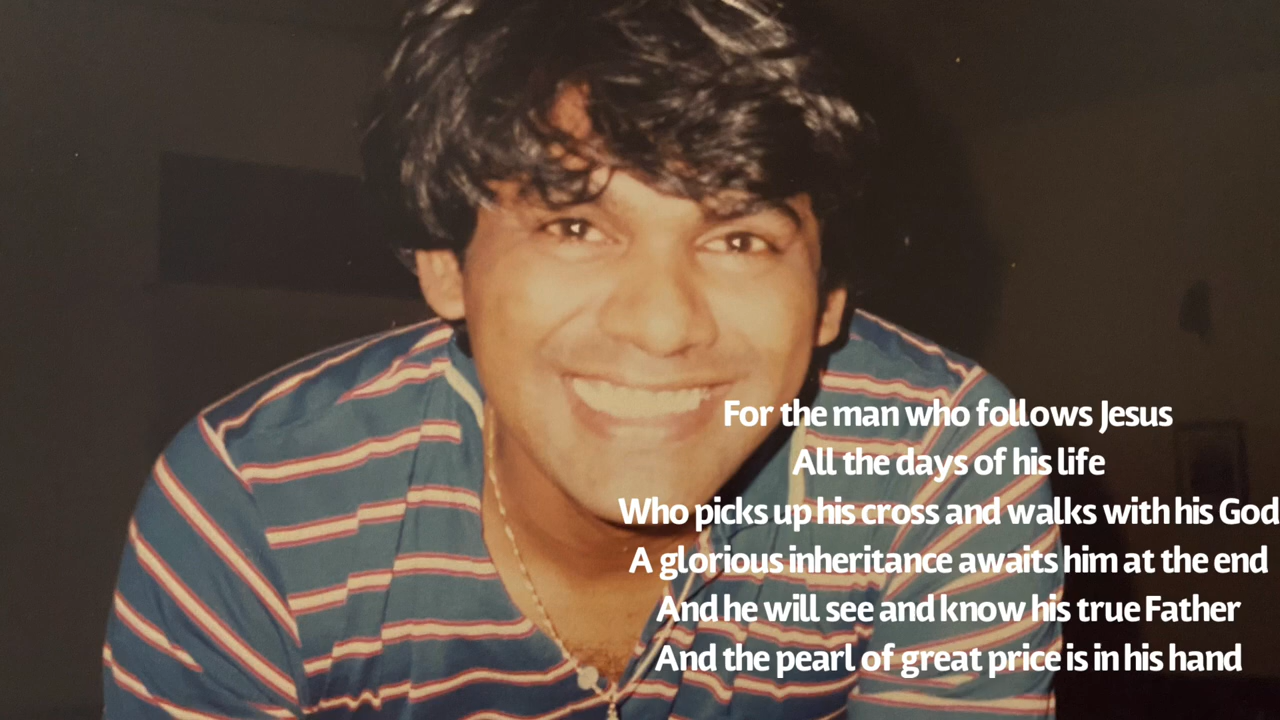 For the man who follows Jesus
All the days of his life
Who picks up his cross and walks with his God
A glorious inheritance awaits him at the end
And he will see and know his true Father
And the pearl of great price is in his hand